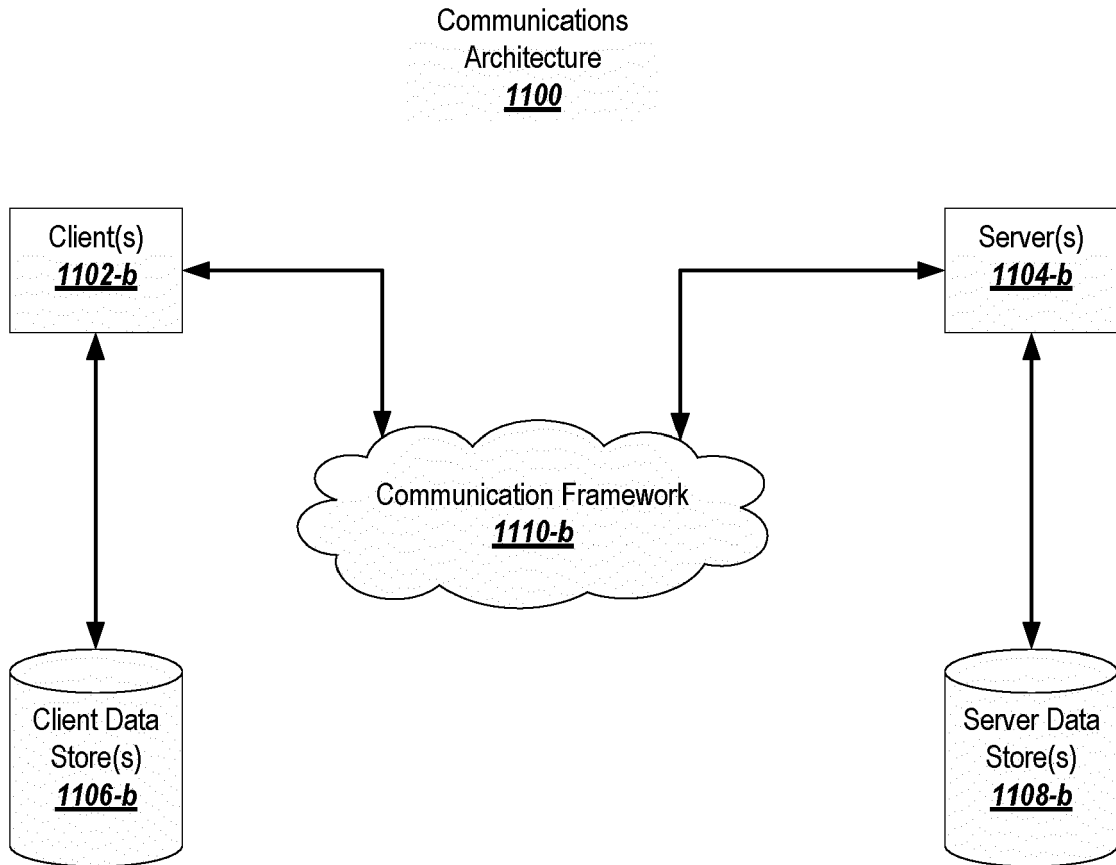 Communications
Architecture
1100
Client(s)
1102-b
Server(s)
1104-b
Communication Framework
1110-b
Client Data
Store(s)
1106-b
Server Data
Store(s)
1108-b